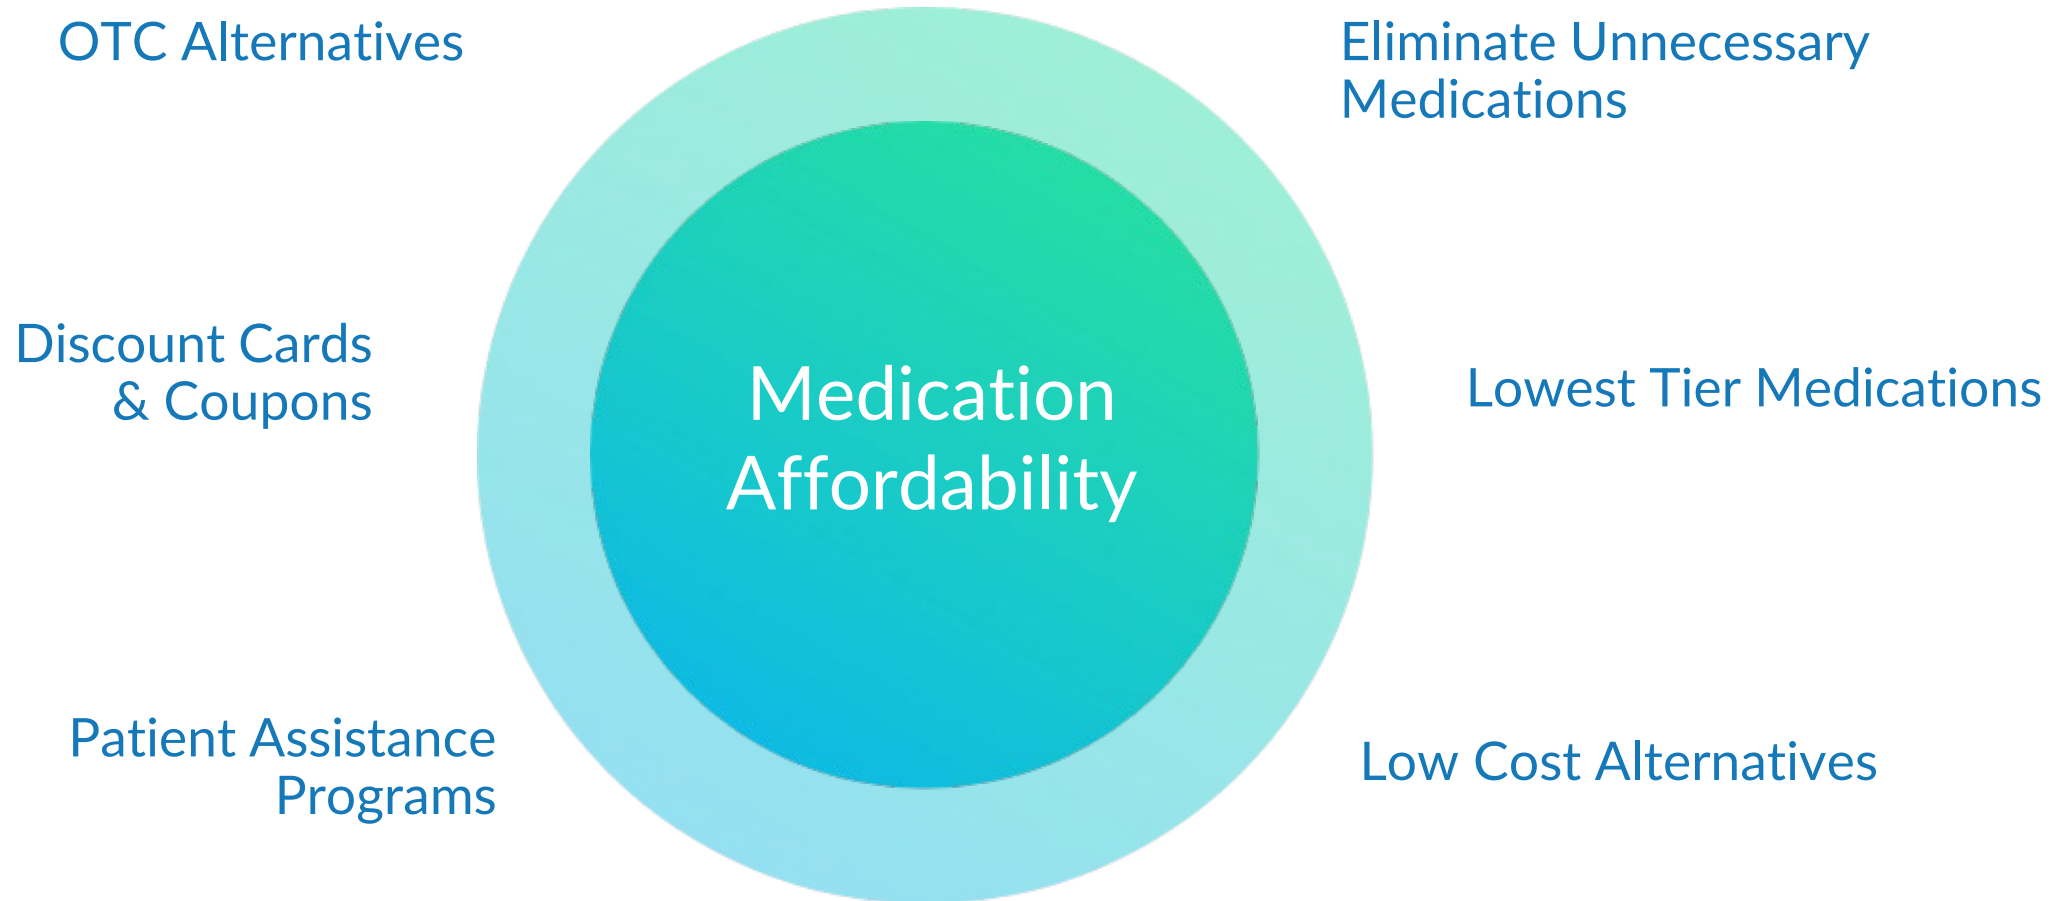 OTC Alternatives
Eliminate Unnecessary
Medications
Discount Cards
& Coupons
Medication
Affordability
Lowest Tier Medications
Patient Assistance
Programs
Low Cost Alternatives